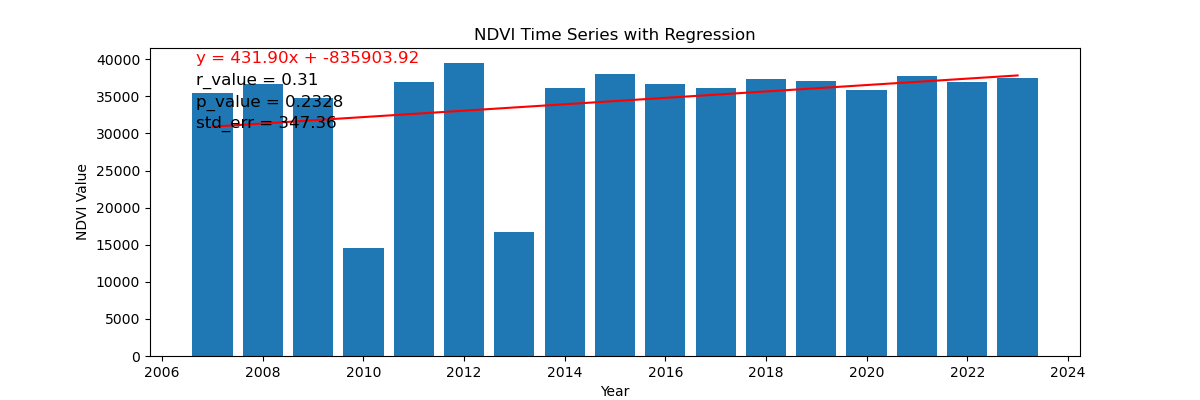 NDVI Time Series with Regression
y = 431.90x + -835903.92
r_value = 0.31
p_value = 0.2328
std_err = 347.36
NDVI Value
40000
35000
30000
25000
20000
15000
10000
5000
0
2006 2008 2010 2012 2014 2016 2018 2020 2022 2024
Year